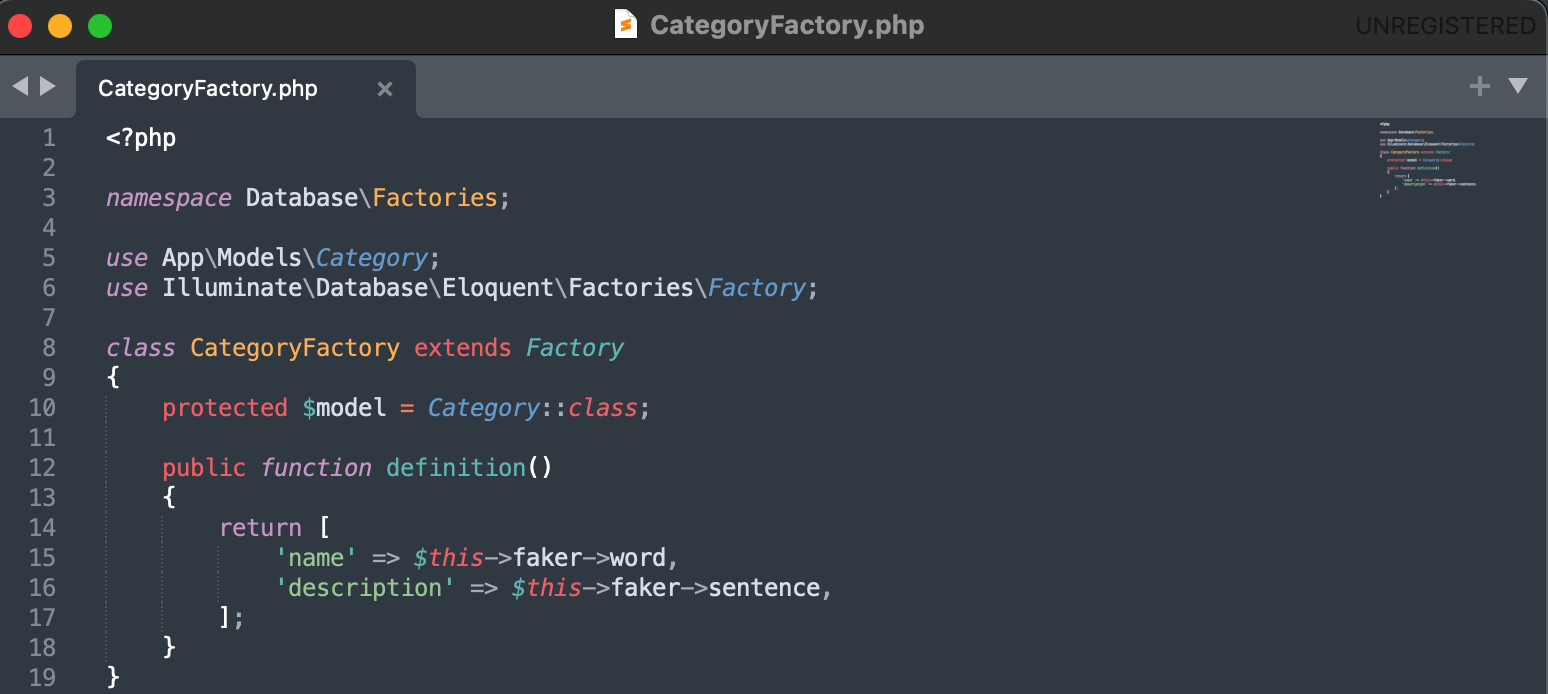 CategoryFactory.php
UNREGISTERED
CategoryFactory.php
1 <?php
2
3 namespace Database\Factories;
4
5 use App\Models\Category;
6 use Illuminate\Database\Eloquent\Factories\Factory;
7
8 class CategoryFactory extends Factory
9 {
10     protected $model = Category::class;
11
12     public function definition()
13     {
14         return [
15             'name' => $this->faker->word,
16             'description' => $this->faker->sentence,
17         ];
18     }
19 }